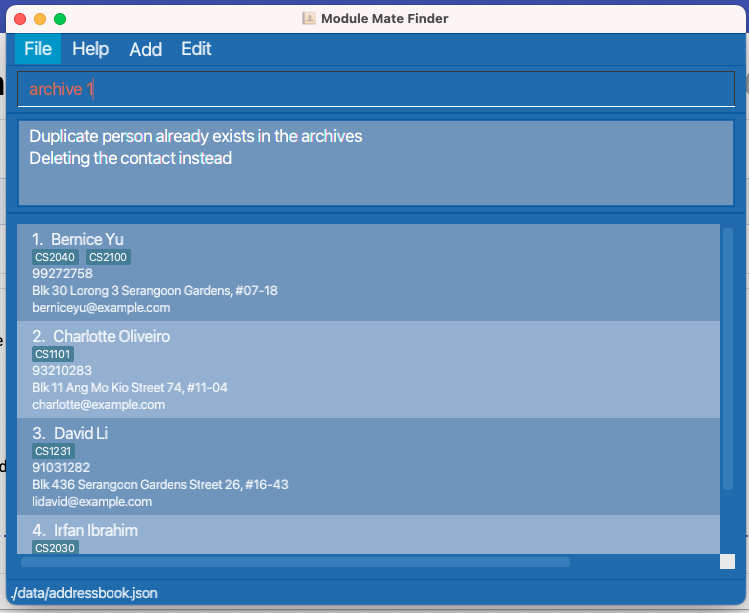 Module Mate Finder
File Help Add Edit
archive 1
Duplicate person already exists in the archives
Deleting the contact instead
1. Bernice Yu
CS2040 CS2100
99272758
Blk 30 Lorong 3 Serangoon Gardens, #07-18
berniceyu@example.com
2. Charlotte Oliveiro
CS1101
93210283
Blk 11 Ang Mo Kio Street 74, #11-04
charlotte@example.com
3. David Li
CS1231
91031282
Blk 436 Serangoon Gardens Street 26, #16-43
lidavid@example.com
4. Irfan Ibrahim
CS2030
./data/addressbook.json